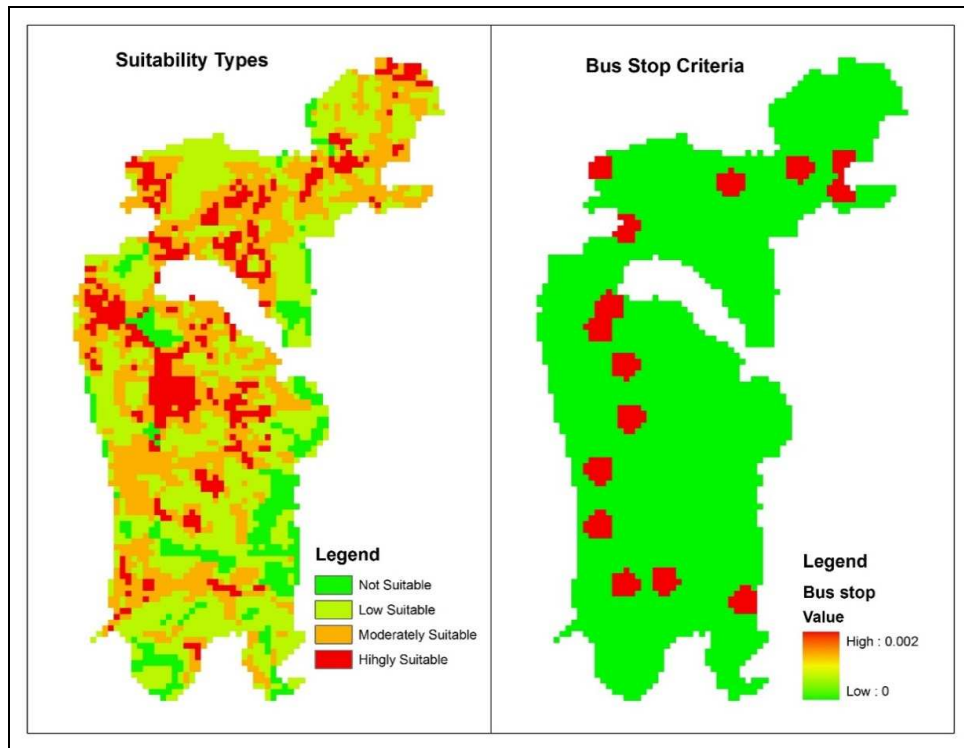 Suitability Types
Legend
Not Suitable
Low Suitable
Moderately Suitable
Hihgly Suitable
Bus Stop Criteria
Legend
Bus stop
Value
High : 0.002
Low : 0